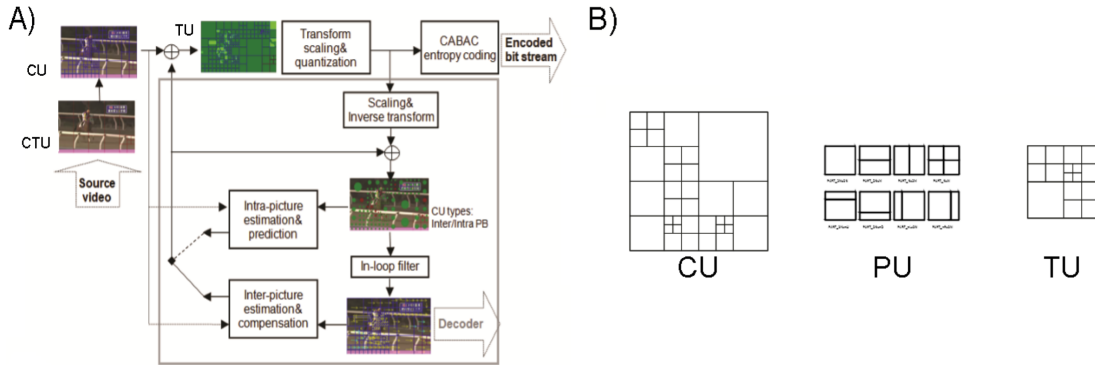 A)
TU
CU
CTU
Source
video
Transform
scaling&
quantization
CABAC
entropy coding
Encoded
bit stream
Scaling&
Inverse transform
Intra-picture
estimation&
prediction
CU types:
Inter/Intra PB
In-loop filter
Inter-picture
estimation&
compensation
Decoder
B)
CU
PU
TU